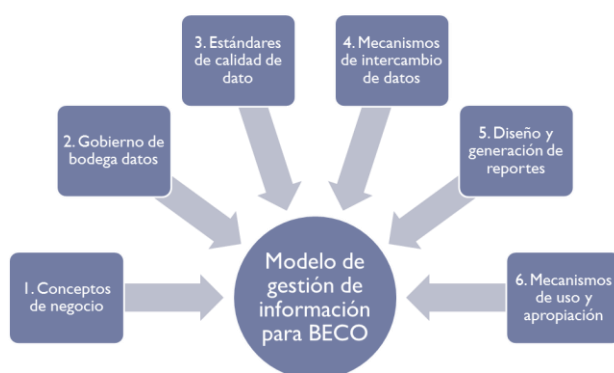 1. Conceptos
de negocio
2. Gobierno de
bodega datos
3. Estándares
de calidad de
dato
4. Mecanismos
de intercambio
de datos
5. Diseño y
generación de
reportes
6. Mecanismos
de uso y
apropiación
Modelo de
gestión de
información
para BECO